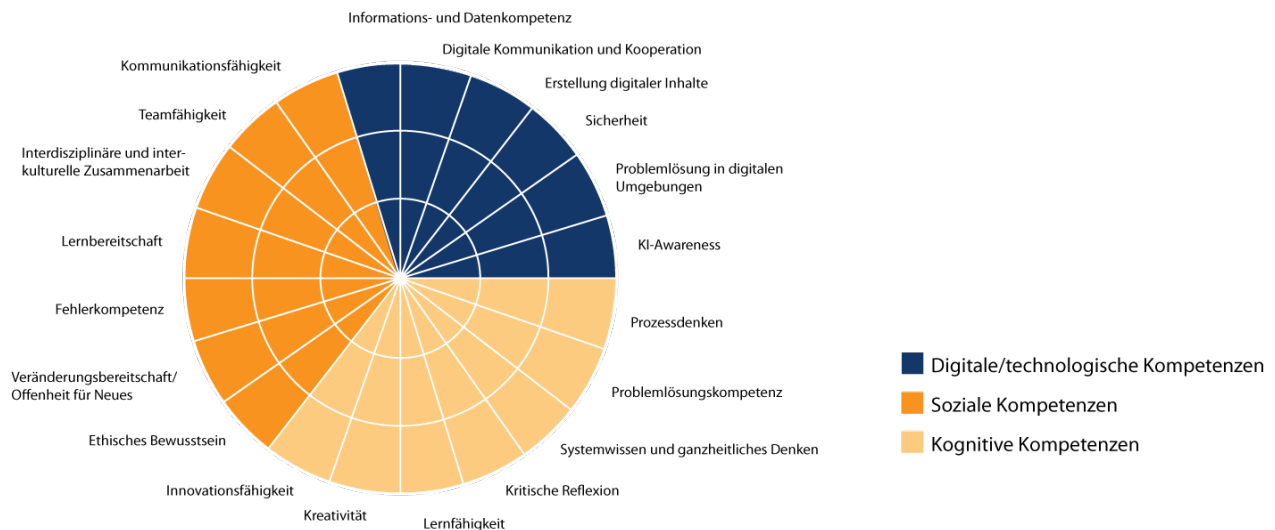 Informations- und Datenkompetenz
Digitale Kommunikation und Kooperation
Erstellung digitaler Inhalte
Sicherheit
Problemlösung in digitalen
Umgebungen
KI-Awareness
Prozessdenken
Problemlösungskompetenz
Systemwissen und ganzheitliches Denken
Kritische Reflexion
Lernfähigkeit
Kreativität
Innovationsfähigkeit
Ethisches Bewusstsein
Veränderungsbereitschaft/
Offenheit für Neues
Fehlerkompetenz
Lernbereitschaft
Interdisziplinäre und inter-
kulturelle Zusammenarbeit
Teamfähigkeit
Kommunikationsfähigkeit
Digitale/technologische Kompetenzen
Soziale Kompetenzen
Kognitive Kompetenzen